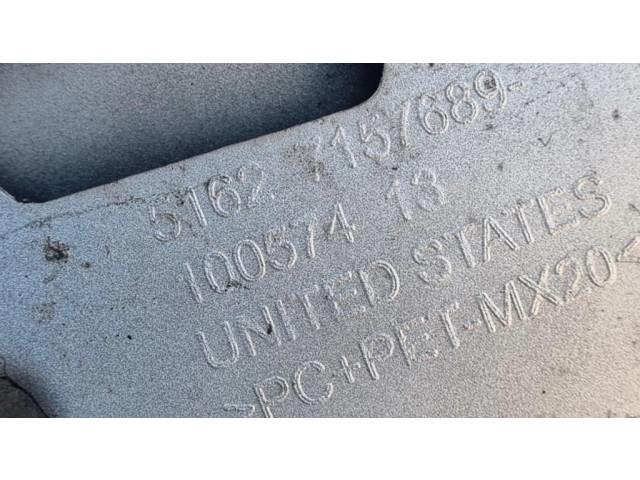 5162 7157689-
100574 13
UNITED STATES
>PC+PET-MX20<